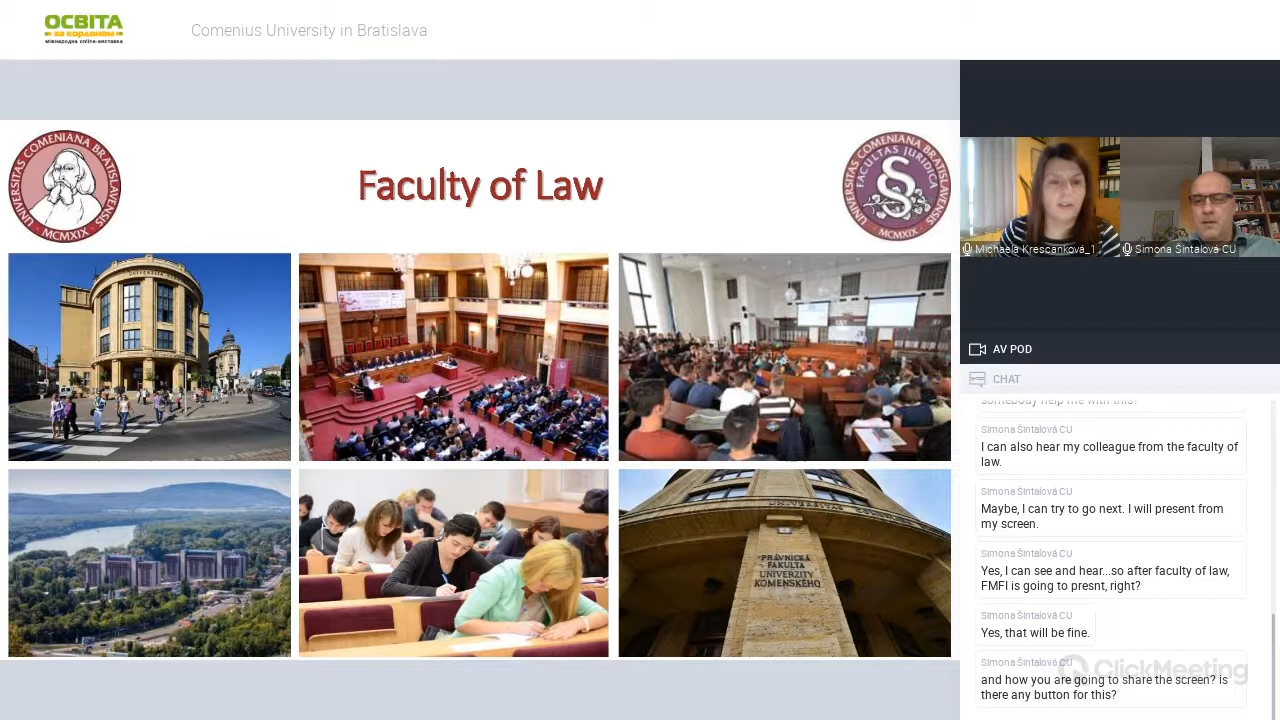 ОСВІТА
за кордоном
міжнародна online-виставка
Comenius University in Bratislava
UNIVERSITAS COMENIANA BRATISLAVENSIS
MCMXIX
Faculty of Law
UNIVERSITAS COMENIANA BRATISLAVENSIS
FACULTAS JURIDICA
MCMXIX
PRÁVNICKÁ
FAKULTA
UNIVERZITY
KOMENSKÉHO
Michaela Krescanková_1
Simona Šintalová CU
AV POD
CHAT
somebody help me with this?
Simona Šintalová CU
I can also hear my colleague from the faculty of
law.
Simona Šintalová CU
Maybe, I can try to go next. I will present from
my screen.
Simona Šintalová CU
Yes, I can see and hear...so after faculty of law,
FMFI is going to presnt, right?
Simona Šintalová CU
Yes, that will be fine.
Simona Šintalová CU
and how you are going to share the screen? is
there any button for this?
ClickMeeting